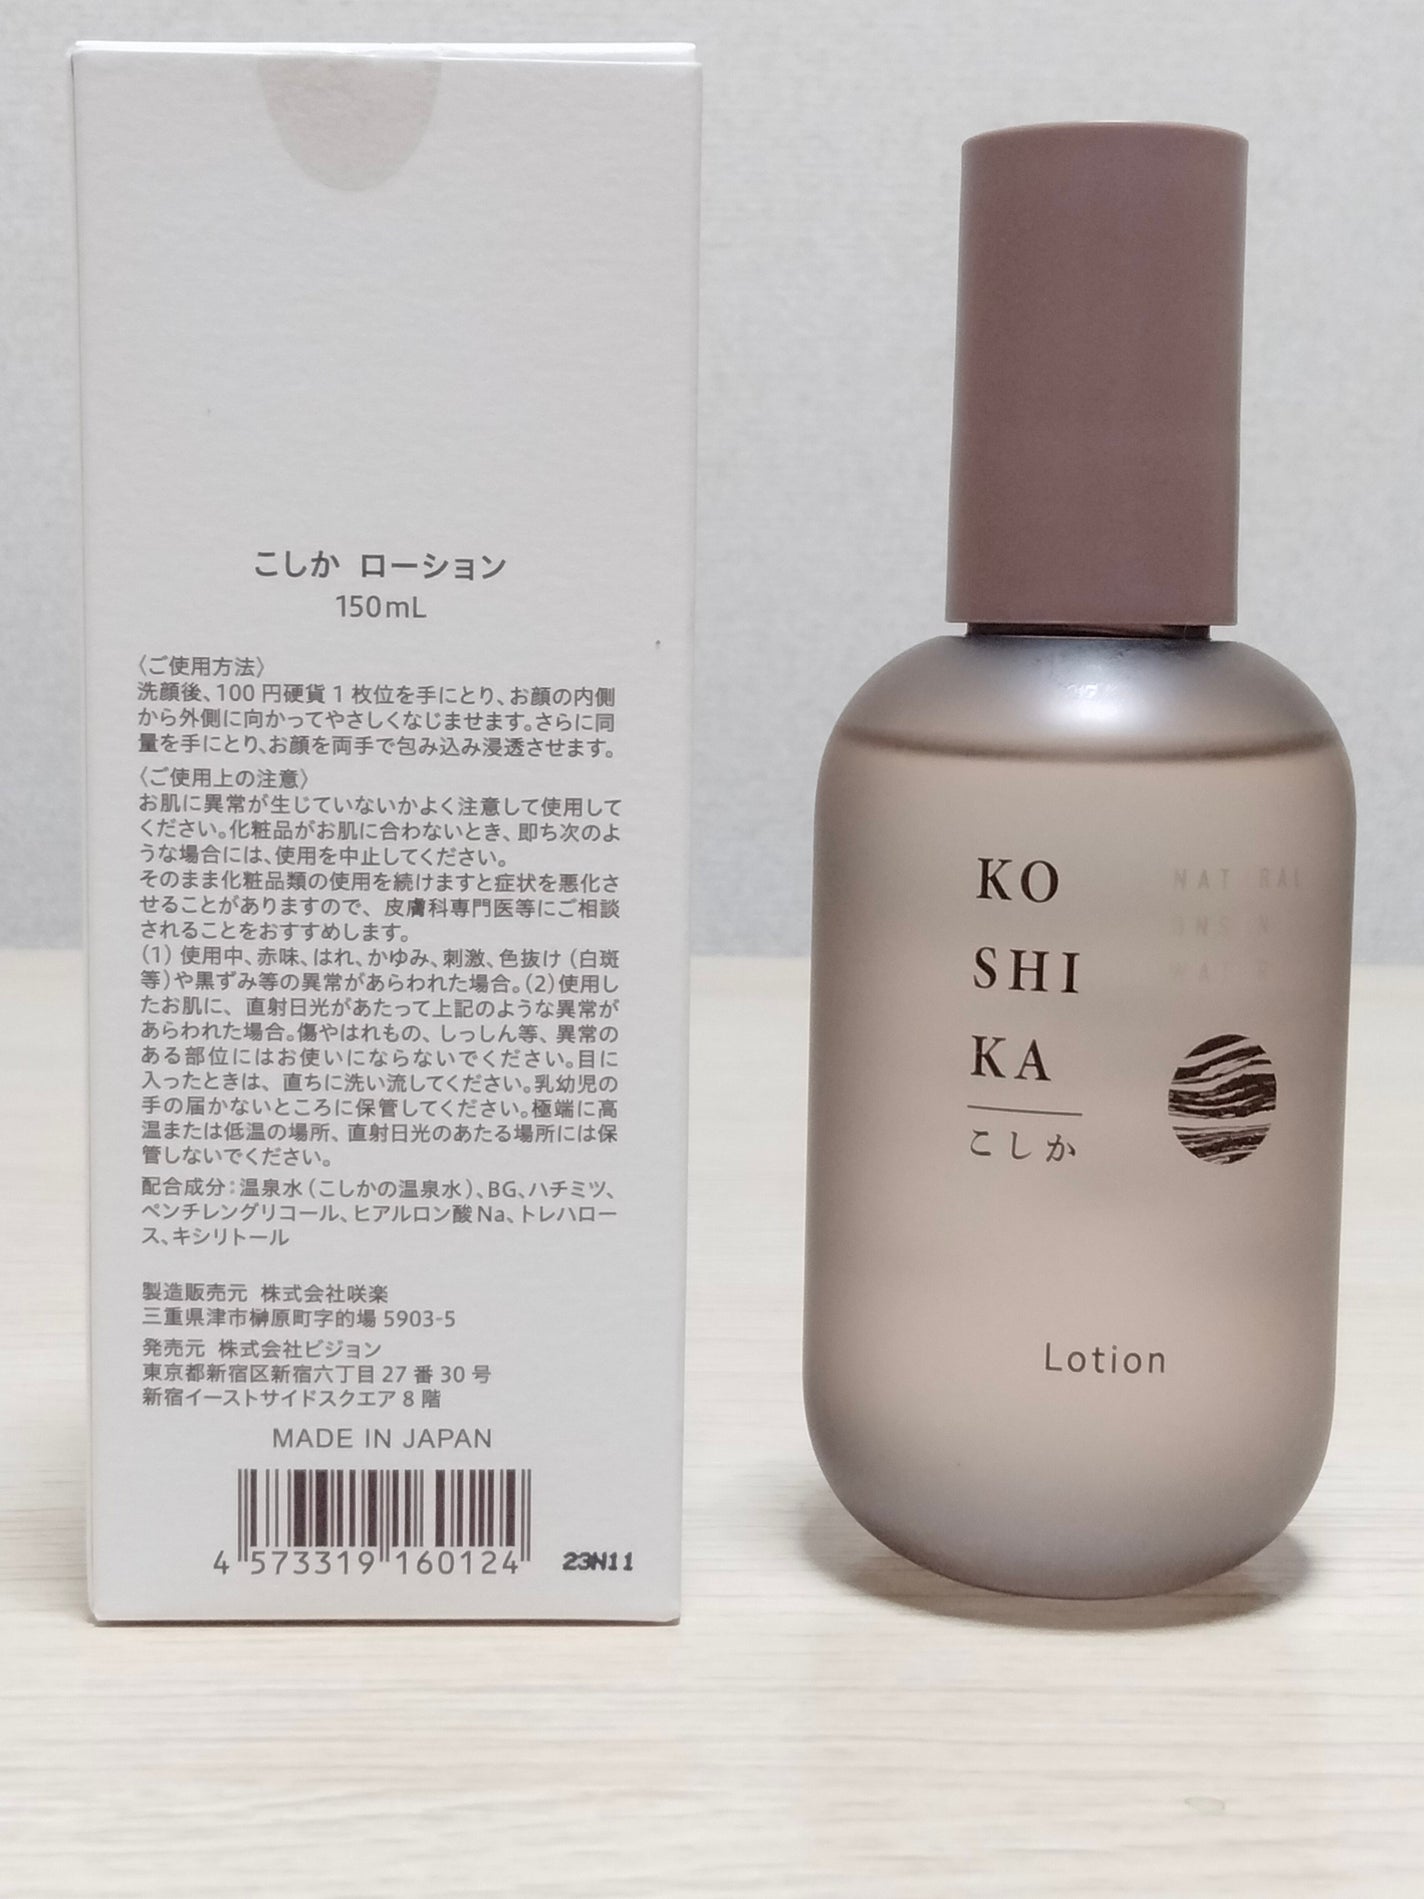 こしか ローション
150mL
〈ご使用方法〉
洗顔後、100円硬貨1枚位を手にとり、お顔の内側
から外側に向かってやさしくなじませます。さらに同
量を手にとり、お顔を両手で包み込み浸透させます。
〈ご使用上の注意〉
お肌に異常が生じていないかよく注意して使用して
ください。化粧品がお肌に合わないとき、即ち次のよ
うな場合には、使用を中止してください。
そのまま化粧品類の使用を続けますと症状を悪化さ
せることがありますので、皮膚科専門医等にご相談
されることをおすすめします。
(1) 使用中、赤味、はれ、かゆみ、刺激、色抜け(白斑
等)や黒ずみ等の異常があらわれた場合。(2)使用し
たお肌に、直射日光があたって上記のような異常が
あらわれた場合。傷やはれもの、しっしん等、異常の
ある部位にはお使いにならないでください。目に
入ったときは、直ちに洗い流してください。乳幼児の
手の届かないところに保管してください。極端に高
温または低温の場所、直射日光のあたる場所には保
管しないでください。
配合成分:温泉水(こしかの温泉水)、BG、ハチミツ、
ペンチレングリコール、ヒアルロン酸Na、トレハロー
ス、キシリトール
製造販売元 株式会社咲楽
三重県津市榊原町字的場 5903-5
発売元 株式会社ビジョン
東京都新宿区新宿六丁目27番30号
新宿イーストサイドスクエア8階
MADE IN JAPAN
4 573319 160124
23N11
KO
SHI
KA
こしか
Lotion